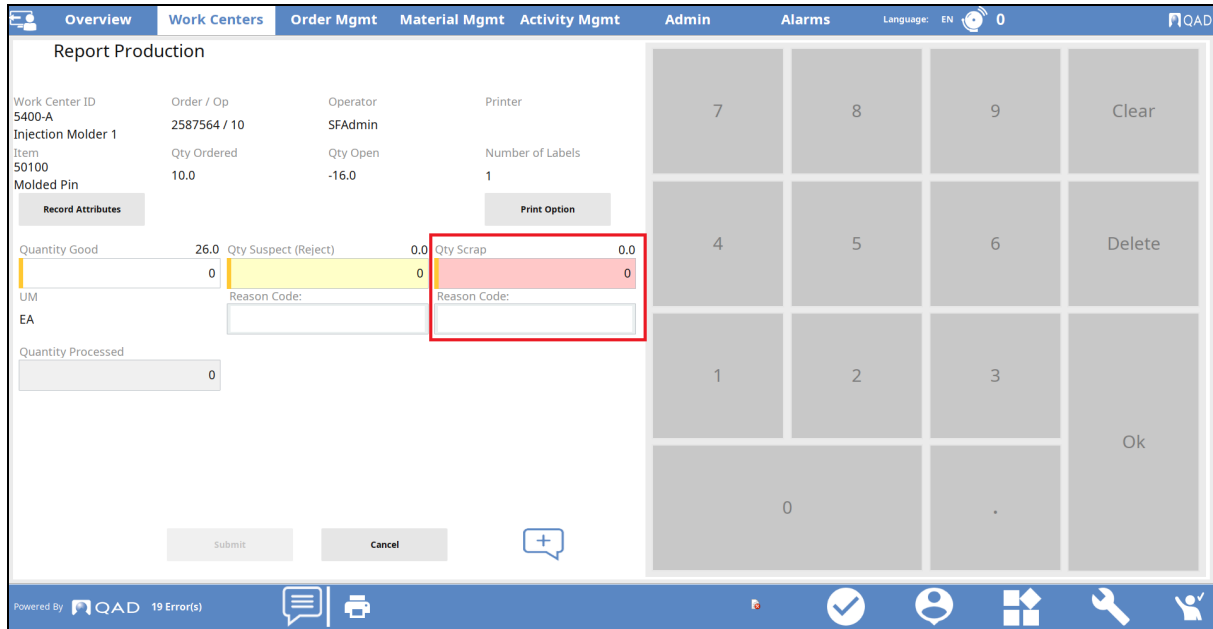 Overview Work Centers Order Mgmt Material Mgmt Activity Mgmt Admin Alarms Language: EN 0 QAD
Report Production
Work Center ID Order / Op Operator Printer
5400-A 2587564 / 10 SFAdmin
Injection Molder 1
Item Qty Ordered Qty Open Number of Labels
50100 10.0 -16.0 1
Molded Pin
Record Attributes Print Option
Quantity Good 26.0 Qty Suspect (Reject) 0.0 Qty Scrap 0.0
0 0 0
UM Reason Code: Reason Code:
EA
Quantity Processed
0
Submit Cancel
7 8 9 Clear
4 5 6 Delete
1 2 3
Ok
0 .
Powered By QAD 19 Error(s)